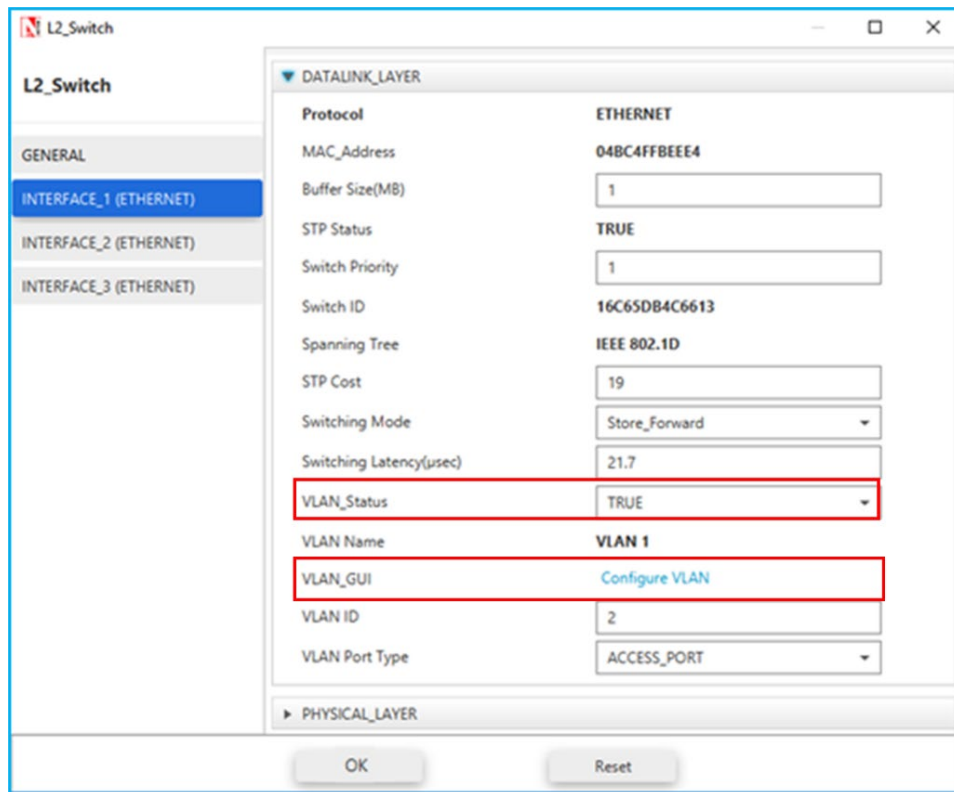 L2_Switch
L2_Switch
GENERAL
INTERFACE_1 (ETHERNET)
INTERFACE_2 (ETHERNET)
INTERFACE_3 (ETHERNET)
DATALINK_LAYER
Protocol ETHERNET
MAC_Address 04BC4FFBEEE4
Buffer Size(MB) 1
STP Status TRUE
Switch Priority 1
Switch ID 16C65DB4C6613
Spanning Tree IEEE 802.1D
STP Cost 19
Switching Mode Store_Forward
Switching Latency(µsec) 21.7
VLAN_Status TRUE
VLAN Name VLAN 1
VLAN_GUI Configure VLAN
VLAN ID 2
VLAN Port Type ACCESS_PORT
PHYSICAL_LAYER
OK Reset